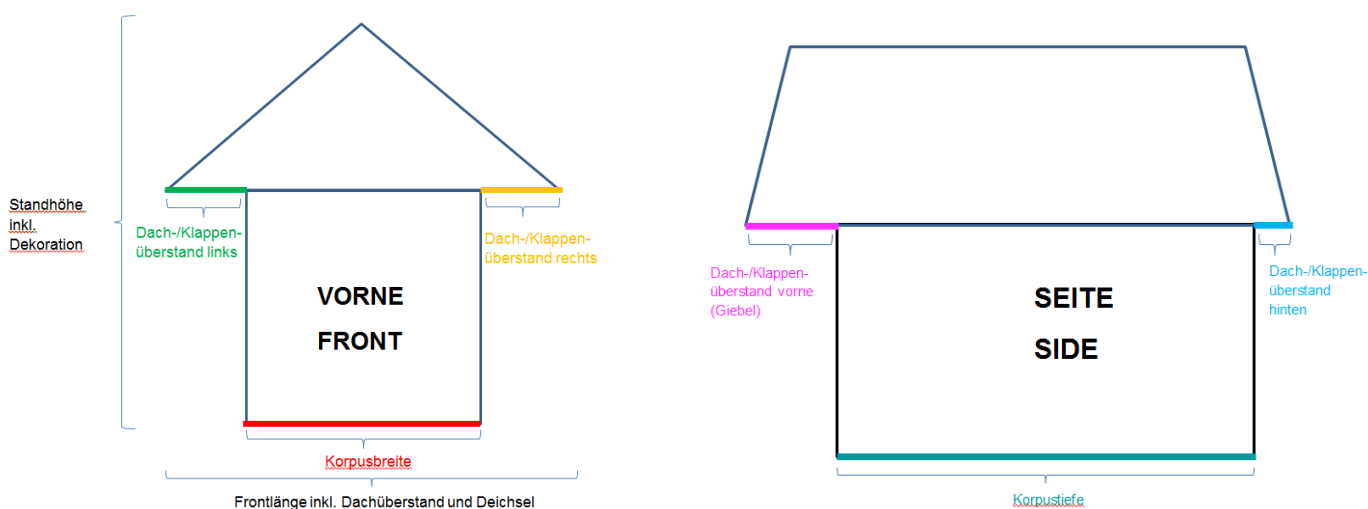 Standhöhe
inkl.
Dekoration
Dach-/Klappen-
überstand links
Dach-/Klappen-
überstand rechts
VORNE
FRONT
Korpusbreite
Frontlänge inkl. Dachüberstand und Deichsel
Dach-/Klappen-
überstand vorne
(Giebel)
Dach-/Klappen-
überstand
hinten
SEITE
SIDE
Korpustiefe